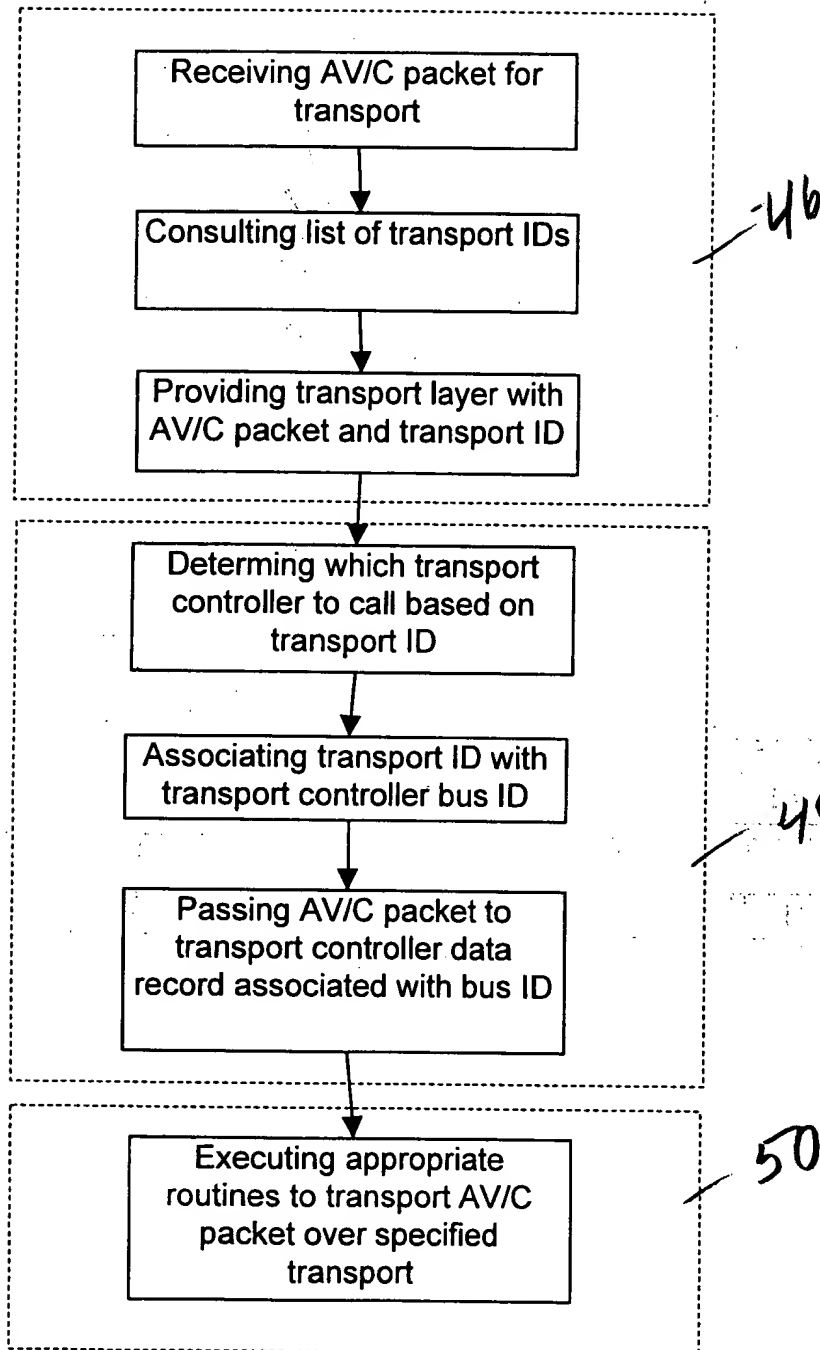 Receiving AV/C packet for
transport
46
Consulting list of transport IDs
Providing transport layer with
AV/C packet and transport ID
Determing which transport
controller to call based on
transport ID
Associating transport ID with
transport controller bus ID
Passing AV/C packet to
transport controller data
record associated with bus ID
Executing appropriate
routines to transport AV/C
packet over specified
transport
50